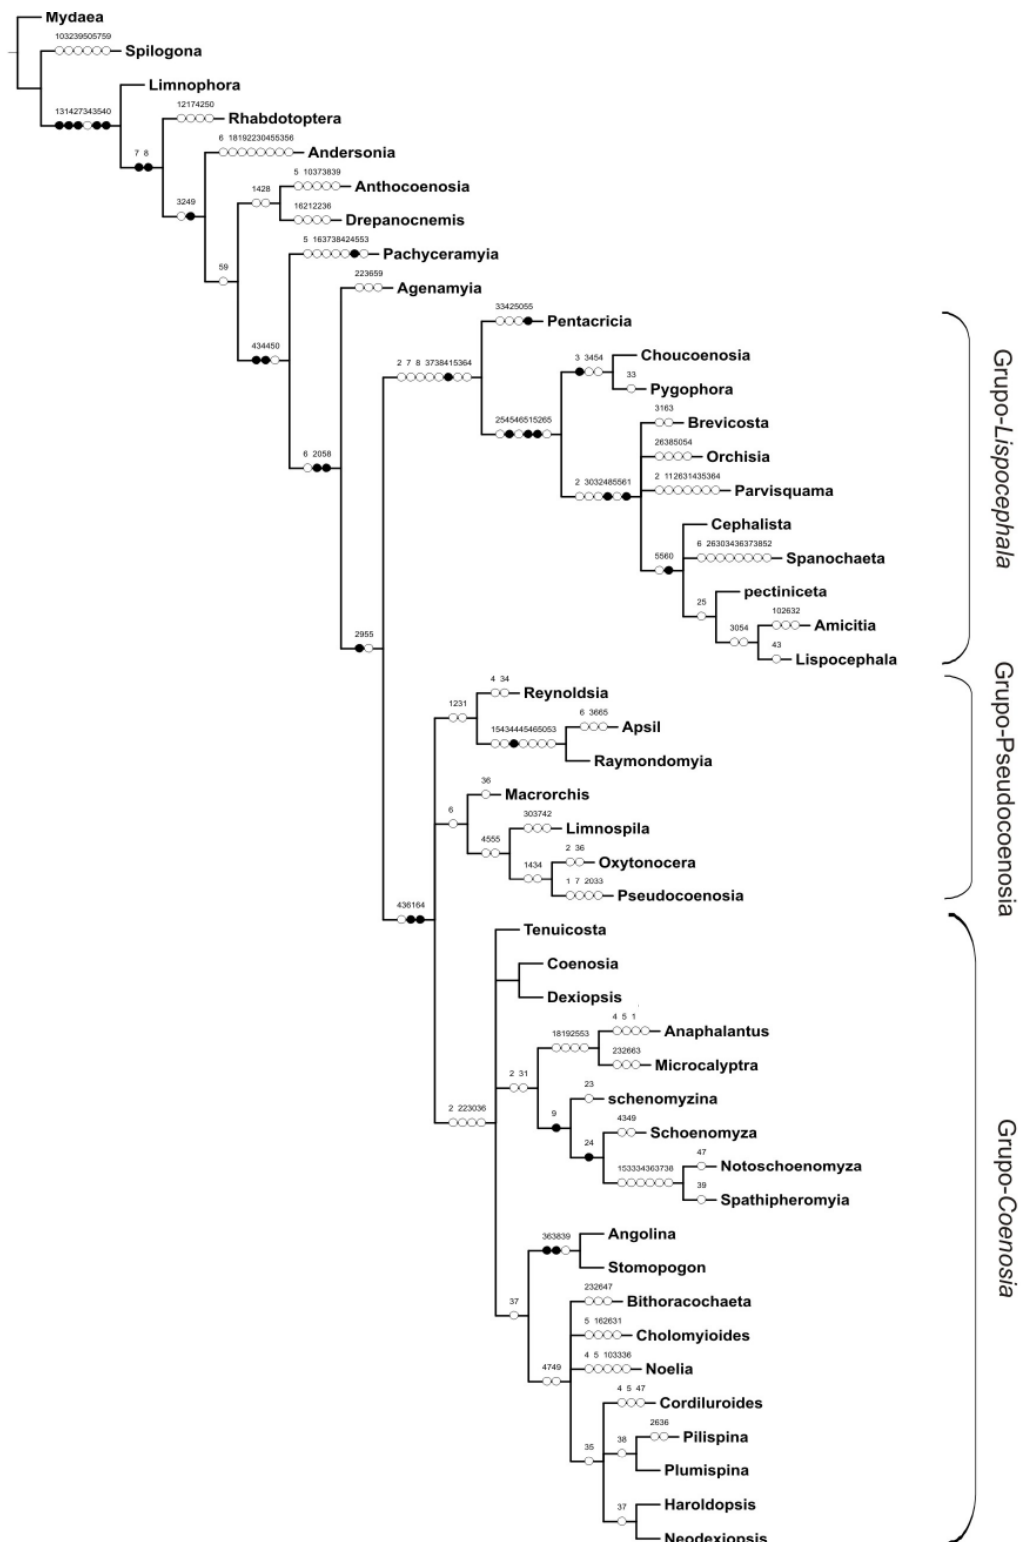 Mydaea
103239505759
Spilogona
Limnophora
131427343540
12174250
Rhabdotoptera
7 8
6 18192230455356
Andersonia
3249
5 10373839
Anthocoenosia
1428
16212236
Drepanocnemis
5 163738424553
Pachyceramyia
59
223659
Agenamyia
33425055
Pentacricia
434450
3 3454
Choucoenosia
2 7 8 3738415364
33
Pygophora
3163
Brevicosta
254546515265
26385054
Orchisia
6 2058
2 3032485561
2 112631435364
Parvisquama
Cephalista
6 26303436373852
Spanochaeta
5560
pectiniceta
25
102632
Amicitia
3054
43
Lispocephala
2955
Grupo-Lispocephala
4 34
Reynoldsia
1231
6 3665
Apsil
15434445465053
Raymondomyia
36
Macrorchis
6
303742
Limnospila
4555
2 36
Oxytonocera
1434
1 7 2033
Pseudocoenosia
436164
Grupo-Pseudocoenosia
Tenuicosta
Coenosia
Dexiopsis
4 5 1
Anaphalantus
18192553
232663
Microcalyptra
2 31
23
schenomyzina
2 223036
9
4349
Schoenomyza
24
47
Notoschoenomyza
153334363738
39
Spathipheromyia
Angolina
363839
Stomopogon
37
232647
Bithoracochaeta
5 162631
Cholomyioides
4 5 103336
Noelia
4749
4 5 47
Cordiluroides
2636
Pilispina
35
38
Plumispina
Haroldopsis
37
Neodexiopsis
Grupo-Coenosia